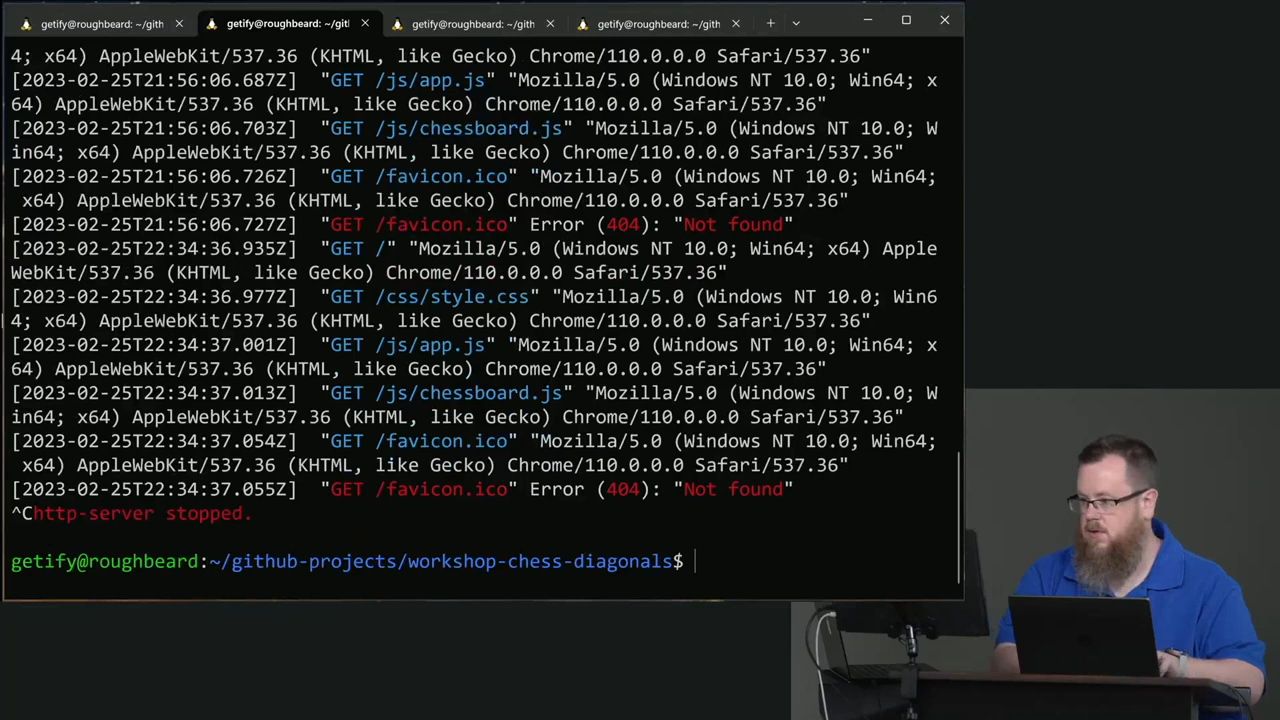 getify@roughbeard: ~/gith
getify@roughbeard: ~/gitl
getify@roughbeard: ~/gith
getify@roughbeard: ~/gith
4; x64) AppleWebKit/537.36 (KHTML, like Gecko) Chrome/110.0.0.0 Safari/537.36"
[2023-02-25T21:56:06.687Z]  "GET /js/app.js" "Mozilla/5.0 (Windows NT 10.0; Win64; x
64) AppleWebKit/537.36 (KHTML, like Gecko) Chrome/110.0.0.0 Safari/537.36"
[2023-02-25T21:56:06.703Z]  "GET /js/chessboard.js" "Mozilla/5.0 (Windows NT 10.0; W
in64; x64) AppleWebKit/537.36 (KHTML, like Gecko) Chrome/110.0.0.0 Safari/537.36"
[2023-02-25T21:56:06.726Z]  "GET /favicon.ico" "Mozilla/5.0 (Windows NT 10.0; Win64;
 x64) AppleWebKit/537.36 (KHTML, like Gecko) Chrome/110.0.0.0 Safari/537.36"
[2023-02-25T21:56:06.727Z]  "GET /favicon.ico" Error (404): "Not found"
[2023-02-25T22:34:36.935Z]  "GET /" "Mozilla/5.0 (Windows NT 10.0; Win64; x64) Apple
WebKit/537.36 (KHTML, like Gecko) Chrome/110.0.0.0 Safari/537.36"
[2023-02-25T22:34:36.977Z]  "GET /css/style.css" "Mozilla/5.0 (Windows NT 10.0; Win6
4; x64) AppleWebKit/537.36 (KHTML, like Gecko) Chrome/110.0.0.0 Safari/537.36"
[2023-02-25T22:34:37.001Z]  "GET /js/app.js" "Mozilla/5.0 (Windows NT 10.0; Win64; x
64) AppleWebKit/537.36 (KHTML, like Gecko) Chrome/110.0.0.0 Safari/537.36"
[2023-02-25T22:34:37.013Z]  "GET /js/chessboard.js" "Mozilla/5.0 (Windows NT 10.0; W
in64; x64) AppleWebKit/537.36 (KHTML, like Gecko) Chrome/110.0.0.0 Safari/537.36"
[2023-02-25T22:34:37.054Z]  "GET /favicon.ico" "Mozilla/5.0 (Windows NT 10.0; Win64;
 x64) AppleWebKit/537.36 (KHTML, like Gecko) Chrome/110.0.0.0 Safari/537.36"
[2023-02-25T22:34:37.055Z]  "GET /favicon.ico" Error (404): "Not found"
^Chttp-server stopped.
getify@roughbeard:~/github-projects/workshop-chess-diagonals$